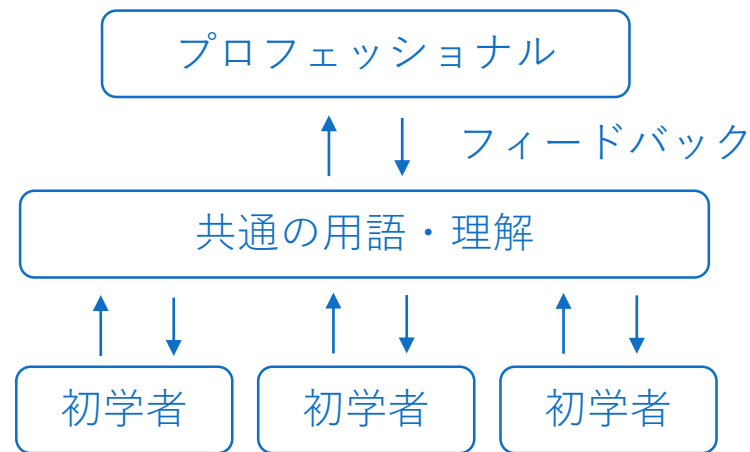 プロフェッショナル
フィードバック
共通の用語・理解
初学者
初学者
初学者